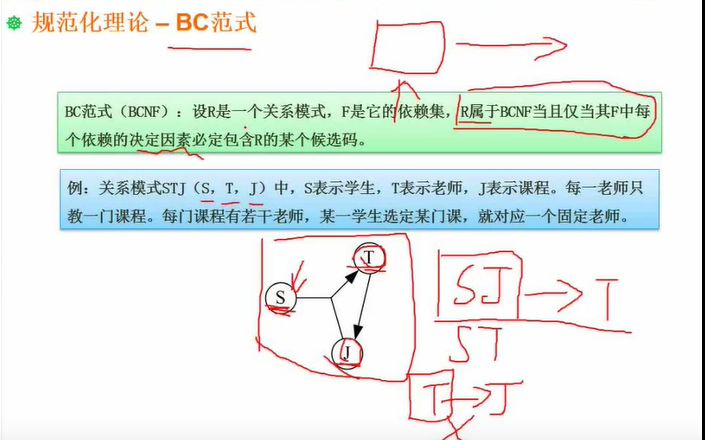 规范化理论 – BC范式
BC范式（BCNF）：设R是一个关系模式，F是它的依赖集，R属于BCNF当且仅当其F中每
个依赖的决定因素必定包含R的某个候选码。
例：关系模式STJ（S，T，J）中，S表示学生，T表示老师，J表示课程。每一老师只
教一门课程。每门课程有若干老师，某一学生选定某门课，就对应一个固定老师。
T
S
J
SJ → T
ST
T → J